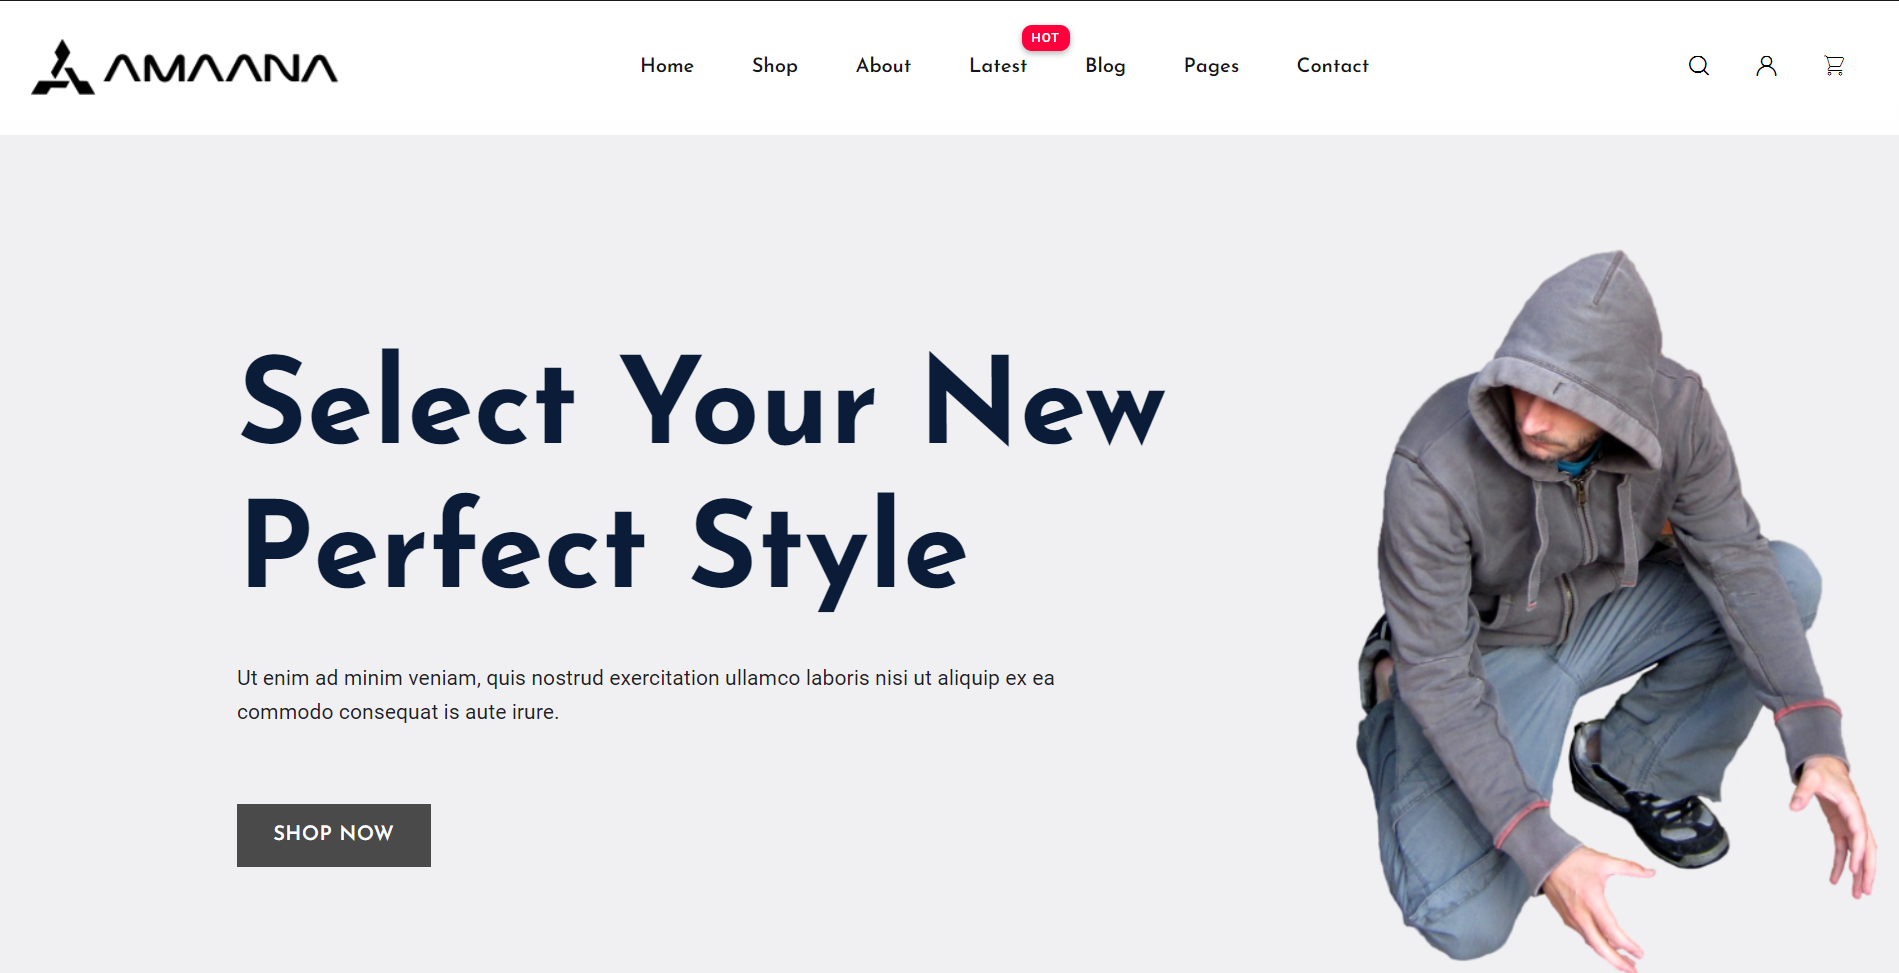 AMAANA
Home Shop About Latest HOT Blog Pages Contact
Select Your New
Perfect Style
Ut enim ad minim veniam, quis nostrud exercitation ullamco laboris nisi ut aliquip ex ea
commodo consequat is aute irure.
SHOP NOW